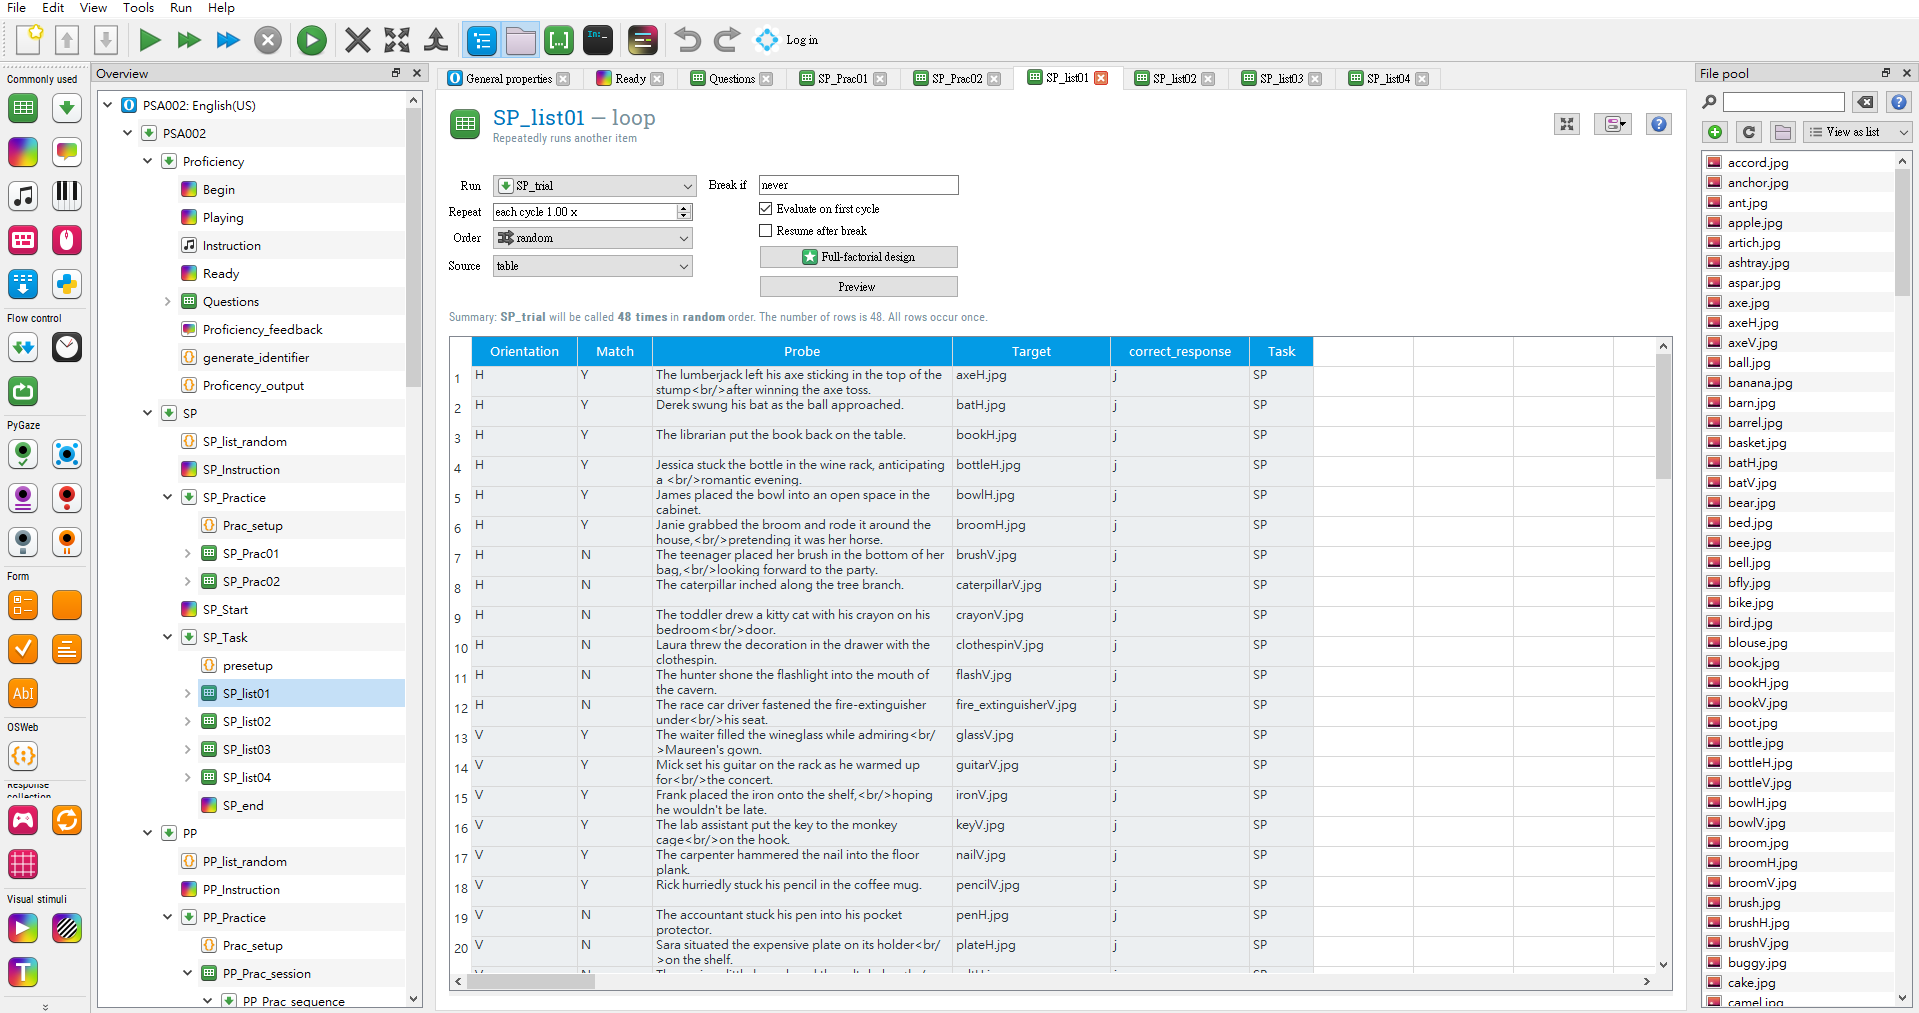 File Edit View Tools Run Help
Log in
Commonly used
Flow control
PyGaze
Form
AbI
OSWeb
Response collection
Visual stimuli
Overview
PSA002: English(US)
PSA002
Proficiency
Begin
Playing
Instruction
Ready
Questions
Proficiency_feedback
generate_identifier
Proficiency_output
SP
SP_list_random
SP_Instruction
SP_Practice
Prac_setup
SP_Prac01
SP_Prac02
SP_Start
SP_Task
presetup
SP_list01
SP_list02
SP_list03
SP_list04
SP_end
PP
PP_list_random
PP_Instruction
PP_Practice
Prac_setup
PP_Prac_session
PP_Prac_sequence
General properties Ready Questions SP_Prac01 SP_Prac02 SP_list01 SP_list02 SP_list03 SP_list04
SP_list01 – loop
Repeatedly runs another item
Run SP_trial Break if never
Repeat each cycle 1.00 x Evaluate on first cycle
Order random Resume after break
Source table Full-factorial design
Preview
Summary: SP_trial will be called 48 times in random order. The number of rows is 48. All rows occur once.
Orientation Match Probe Target correct_response Task
1 H Y The lumberjack left his axe sticking in the top of the stump<br/>after winning the axe toss. axeH.jpg j SP
2 H Y Derek swung his bat as the ball approached. batH.jpg j SP
3 H Y The librarian put the book back on the table. bookH.jpg j SP
4 H Y Jessica stuck the bottle in the wine rack, anticipating a <br/>romantic evening. bottleH.jpg j SP
5 H Y James placed the bowl into an open space in the cabinet. bowlH.jpg j SP
6 H Y Janie grabbed the broom and rode it around the house,<br/>pretending it was her horse. broomH.jpg j SP
7 H N The teenager placed her brush in the bottom of her bag,<br/>looking forward to the party. brushV.jpg j SP
8 H N The caterpillar inched along the tree branch. caterpillarV.jpg j SP
9 H N The toddler drew a kitty cat with his crayon on his bedroom<br/>door. crayonV.jpg j SP
10 H N Laura threw the decoration in the drawer with the clothespin. clothespinV.jpg j SP
11 H N The hunter shone the flashlight into the mouth of the cavern. flashV.jpg j SP
12 H N The race car driver fastened the fire-extinguisher under<br/>his seat. fire_extinguisherV.jpg j SP
13 V Y The waiter filled the wineglass while admiring<br/>Maureen's gown. glassV.jpg j SP
14 V Y Mick set his guitar on the rack as he warmed up for<br/>the concert. guitarV.jpg j SP
15 V Y Frank placed the iron onto the shelf,<br/>hoping he wouldn't be late. ironV.jpg j SP
16 V Y The lab assistant put the key to the monkey cage<br/>on the hook. keyV.jpg j SP
17 V Y The carpenter hammered the nail into the floor plank. nailV.jpg j SP
18 V Y Rick hurriedly stuck his pencil in the coffee mug. pencilV.jpg j SP
19 V N The accountant stuck his pen into his pocket protector. penH.jpg j SP
20 V N Sara situated the expensive plate on its holder<br/>on the shelf. plateH.jpg j SP
File pool
View as list
accord.jpg
anchor.jpg
ant.jpg
apple.jpg
artich.jpg
ashtray.jpg
aspar.jpg
axe.jpg
axeH.jpg
axeV.jpg
ball.jpg
banana.jpg
barn.jpg
barrel.jpg
basket.jpg
batH.jpg
batV.jpg
bear.jpg
bed.jpg
bee.jpg
bell.jpg
bfly.jpg
bike.jpg
bird.jpg
blouse.jpg
book.jpg
bookH.jpg
bookV.jpg
boot.jpg
bottle.jpg
bottleH.jpg
bottleV.jpg
bowlH.jpg
bowlV.jpg
broom.jpg
broomH.jpg
broomV.jpg
brush.jpg
brushH.jpg
brushV.jpg
buggy.jpg
cake.jpg
camel.jpg